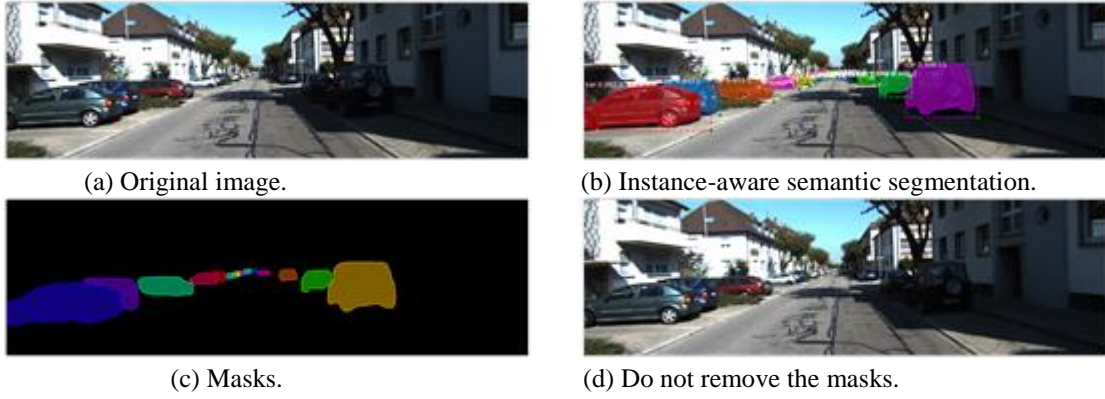 (a) Original image.
(b) Instance-aware semantic segmentation.
(c) Masks.
(d) Do not remove the masks.